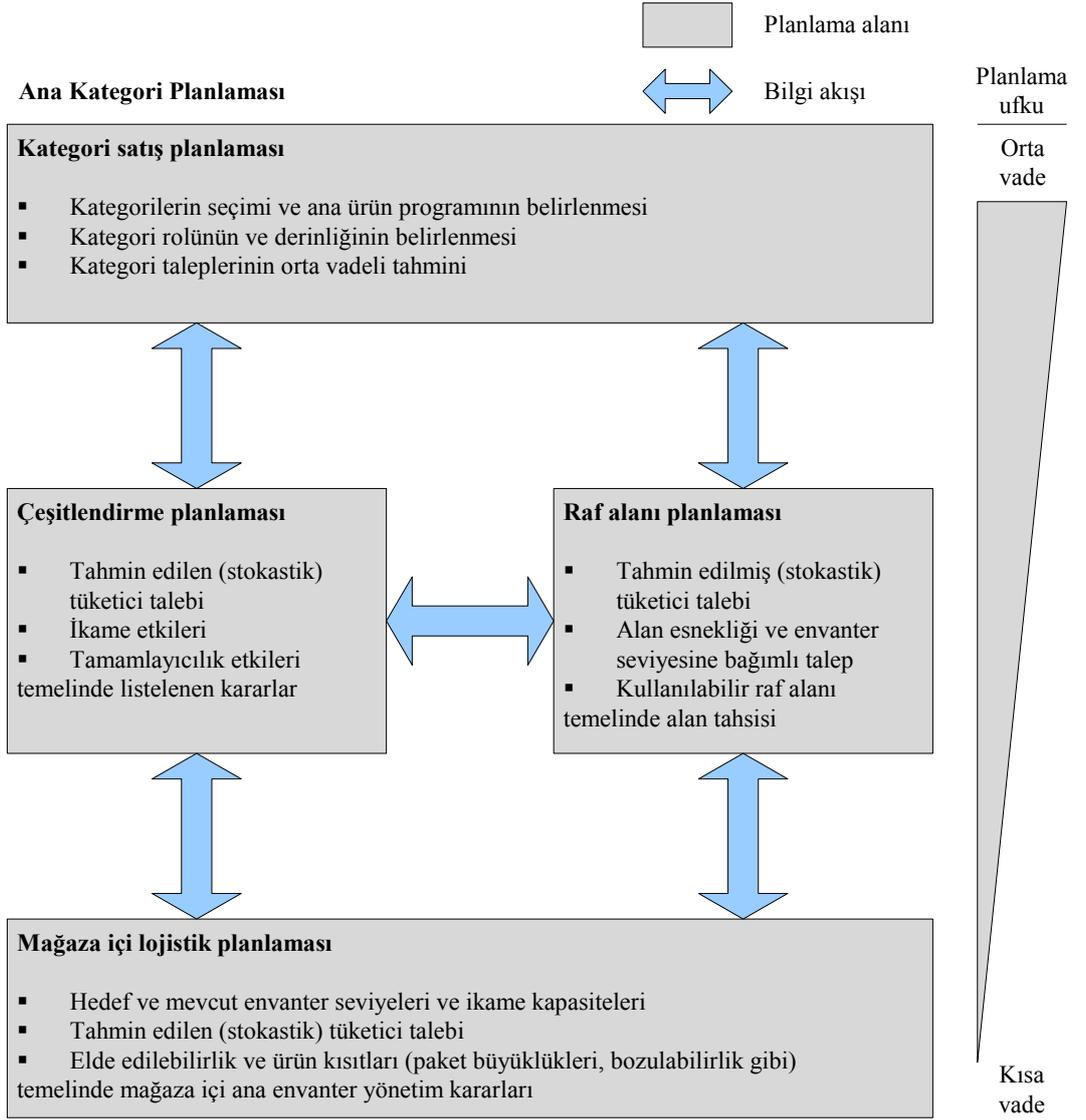 Planlama alanı
Bilgi akışı
Planlama
ufku
Orta
vade
Ana Kategori Planlaması
Kategori satış planlaması
▪ Kategorilerin seçimi ve ana ürün programının belirlenmesi
▪ Kategori rolünün ve derinliğinin belirlenmesi
▪ Kategori taleplerinin orta vadeli tahmini
Çeşitlendirme planlaması
▪ Tahmin edilen (stokastik)
tüketici talebi
▪ İkame etkileri
▪ Tamamlayıcılık etkileri
temelinde listelenen kararlar
Raf alanı planlaması
▪ Tahmin edilmiş (stokastik)
tüketici talebi
▪ Alan esnekliği ve envanter
seviyesine bağımlı talep
▪ Kullanılabilir raf alanı
temelinde alan tahsisi
Mağaza içi lojistik planlaması
▪ Hedef ve mevcut envanter seviyeleri ve ikame kapasiteleri
▪ Tahmin edilen (stokastik) tüketici talebi
▪ Elde edilebilirlik ve ürün kısıtları (paket büyüklükleri, bozulabilirlik gibi)
temelinde mağaza içi ana envanter yönetim kararları
Kısa
vade